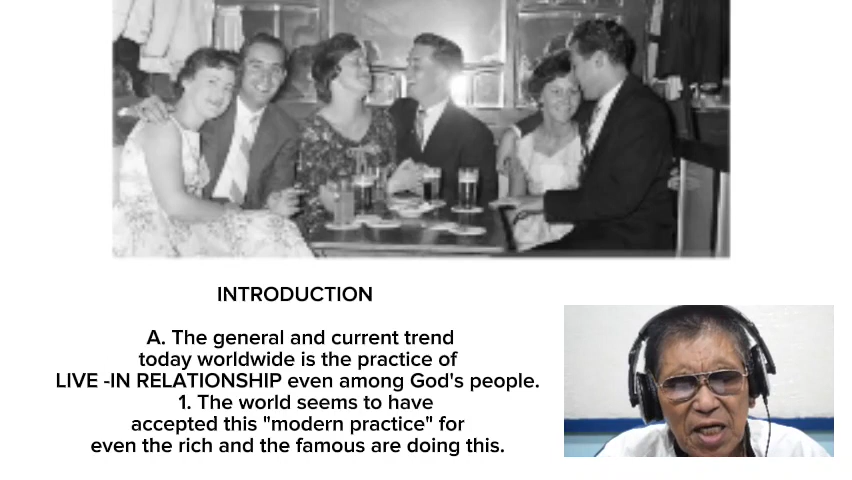 INTRODUCTION
A. The general and current trend
today worldwide is the practice of
LIVE -IN RELATIONSHIP even among God's people.
1. The world seems to have
accepted this "modern practice" for
even the rich and the famous are doing this.